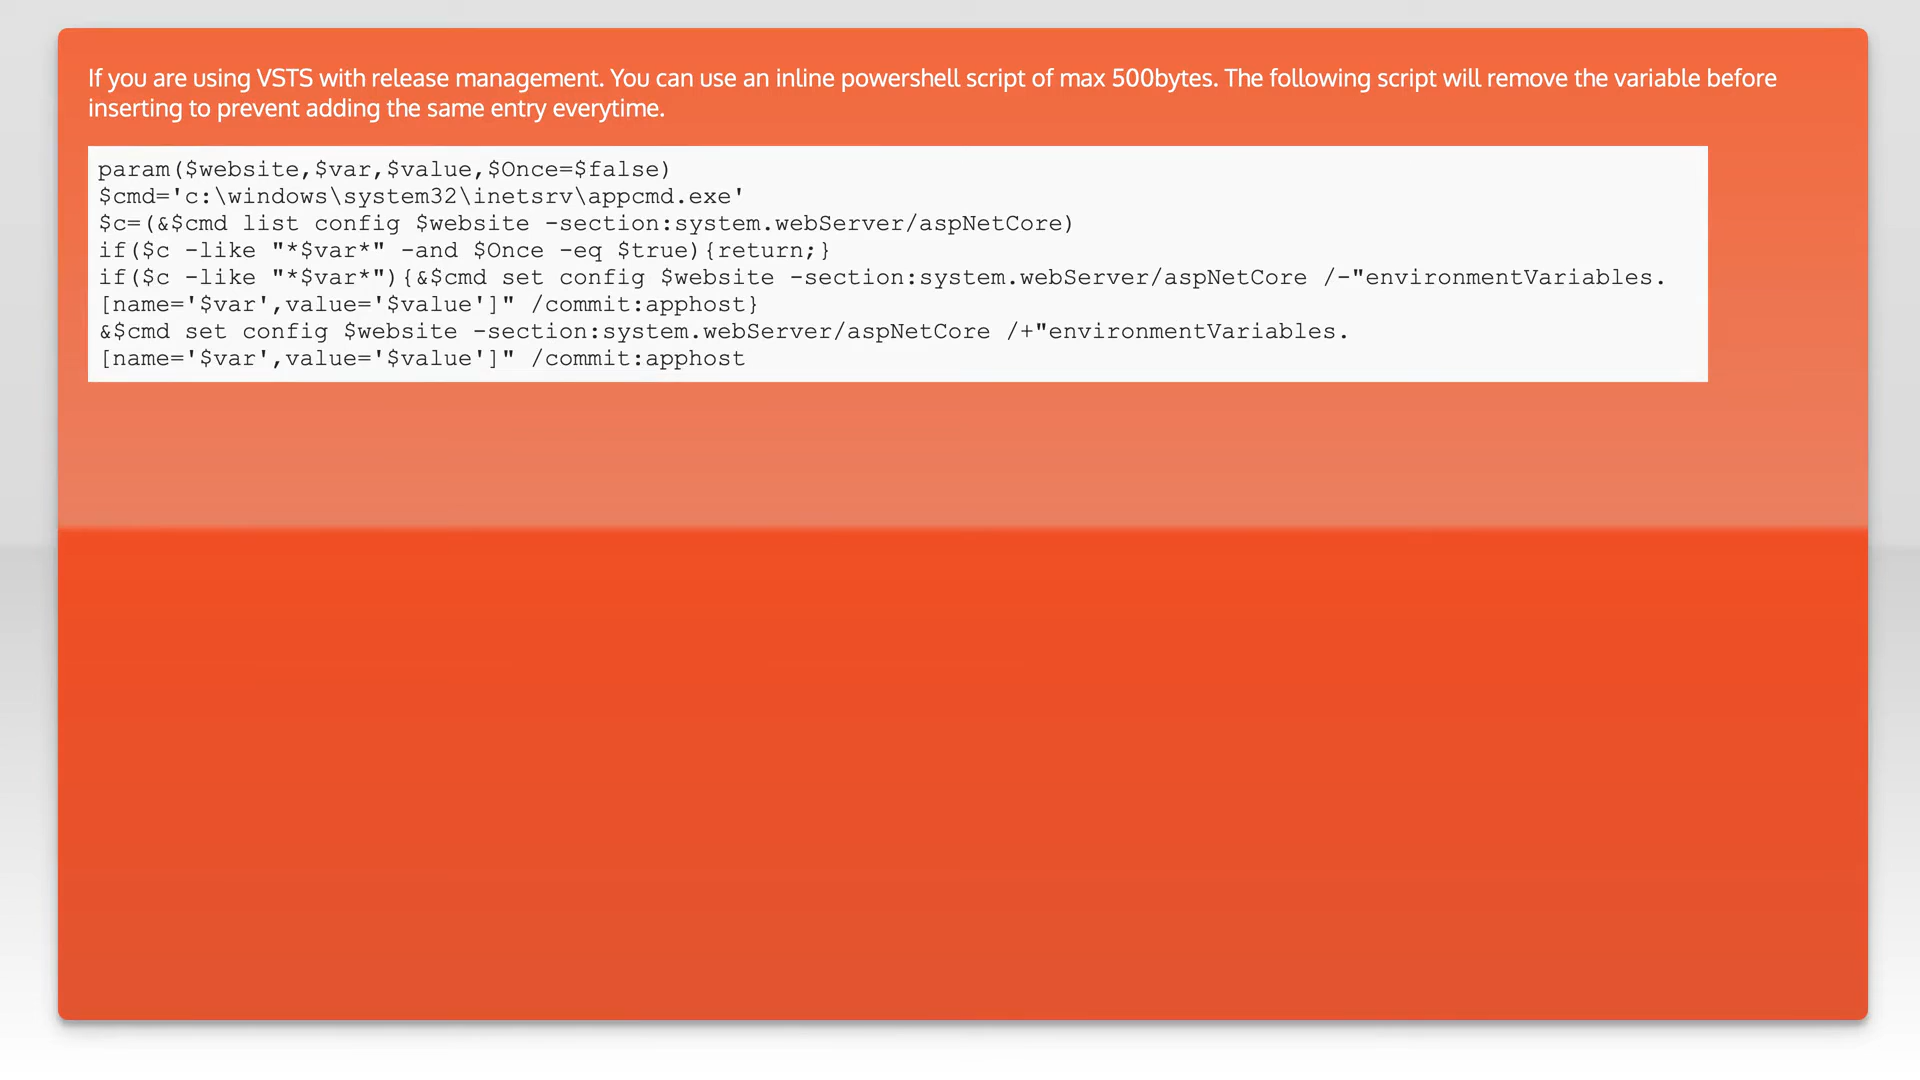 If you are using VSTS with release management. You can use an inline powershell script of max 500bytes. The following script will remove the variable before
inserting to prevent adding the same entry everytime.
param($website,$var,$value,$Once=$false)
$cmd='c:\windows\system32\inetsrv\appcmd.exe'
$c=(&$cmd list config $website -section:system.webServer/aspNetCore)
if($c -like "*$var*" -and $Once -eq $true){return;}
if($c -like "*$var*"){&$cmd set config $website -section:system.webServer/aspNetCore /-"environmentVariables.
[name='$var',value='$value']" /commit:apphost}
&$cmd set config $website -section:system.webServer/aspNetCore /+"environmentVariables.
[name='$var',value='$value']" /commit:apphost